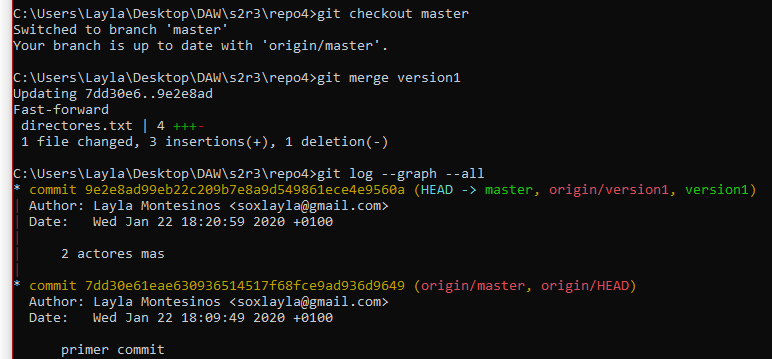 C:\Users\Layla\Desktop\DAW\s2r3\repo4>git checkout master
Switched to branch 'master'
Your branch is up to date with 'origin/master'.
C:\Users\Layla\Desktop\DAW\s2r3\repo4>git merge version1
Updating 7dd30e6..9e2e8ad
Fast-forward
 directores.txt | 4 +++-
 1 file changed, 3 insertions(+), 1 deletion(-)
C:\Users\Layla\Desktop\DAW\s2r3\repo4>git log --graph --all
* commit 9e2e8ad99eb22c209b7e8a9d549861ece4e9560a (HEAD -> master, origin/version1, version1)
| Author: Layla Montesinos <soxlayla@gmail.com>
| Date:   Wed Jan 22 18:20:59 2020 +0100
|
|     2 actores mas
|
* commit 7dd30e61eae630936514517f68fce9ad936d9649 (origin/master, origin/HEAD)
  Author: Layla Montesinos <soxlayla@gmail.com>
  Date:   Wed Jan 22 18:09:49 2020 +0100
      primer commit